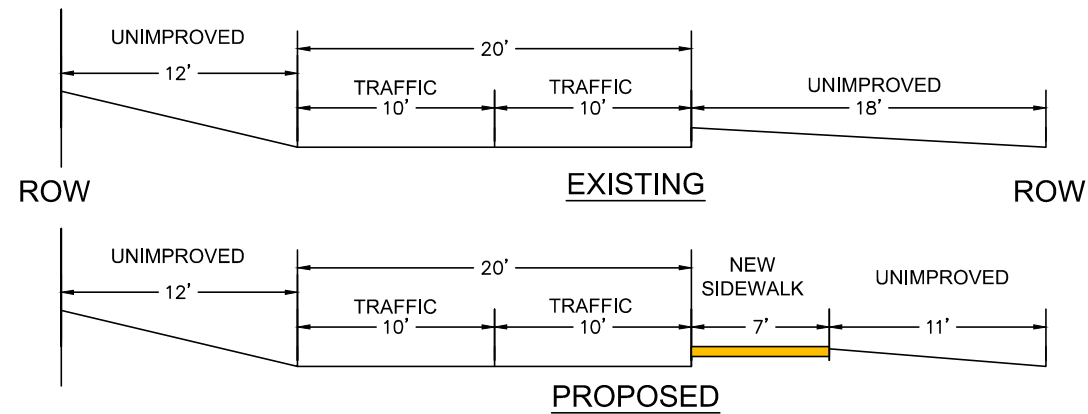 UNIMPROVED
12'
20'
TRAFFIC
10'
TRAFFIC
10'
UNIMPROVED
18'
ROW
EXISTING
ROW
UNIMPROVED
12'
20'
TRAFFIC
10'
TRAFFIC
10'
NEW
SIDEWALK
7'
UNIMPROVED
11'
PROPOSED